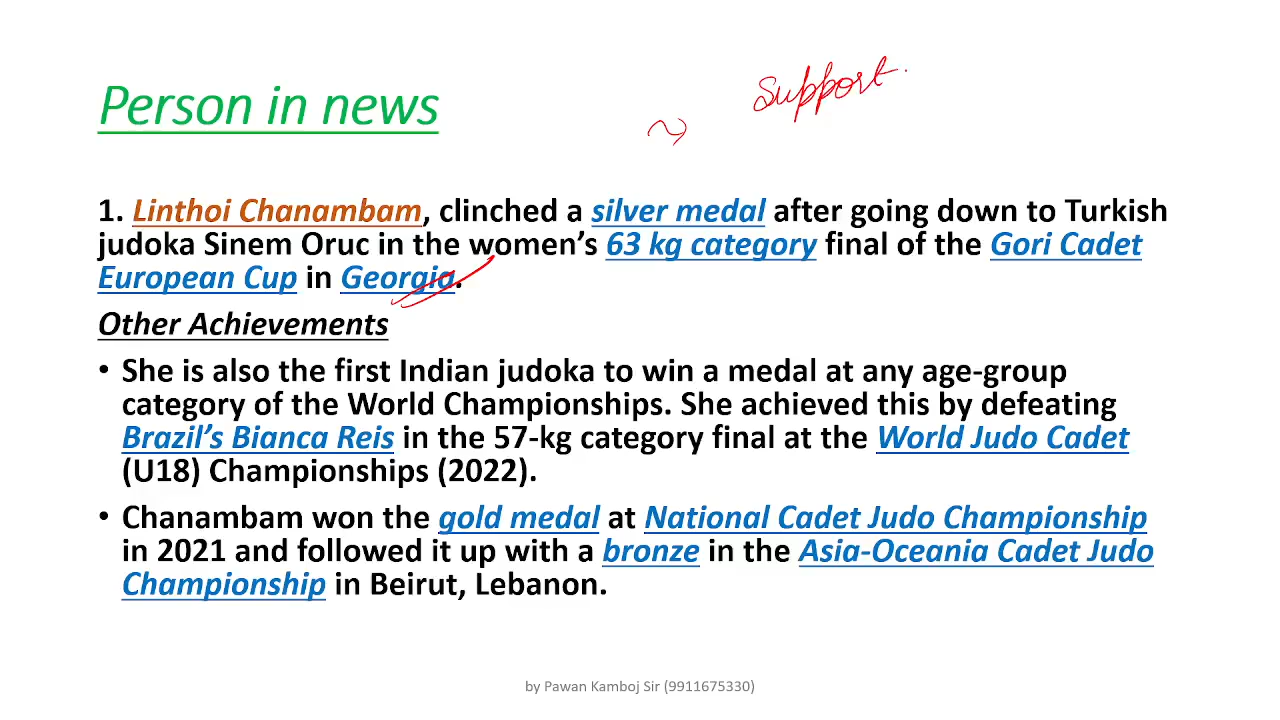 Support.
Person in news
1. Linthoi Chanambam, clinched a silver medal after going down to Turkish
judoka Sinem Oruc in the women’s 63 kg category final of the Gori Cadet
European Cup in Georgia.
Other Achievements
• She is also the first Indian judoka to win a medal at any age-group
category of the World Championships. She achieved this by defeating
Brazil’s Bianca Reis in the 57-kg category final at the World Judo Cadet
(U18) Championships (2022).
• Chanambam won the gold medal at National Cadet Judo Championship
in 2021 and followed it up with a bronze in the Asia-Oceania Cadet Judo
Championship in Beirut, Lebanon.
by Pawan Kamboj Sir (9911675330)